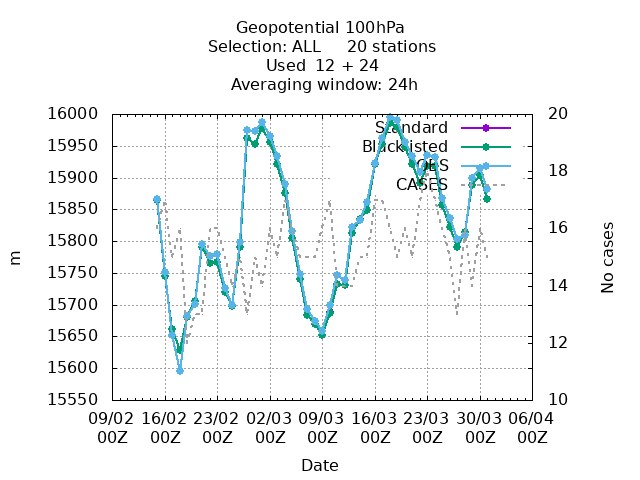 Geopotential 100hPa
Selection: ALL 20 stations
Used 12 + 24
Averaging window: 24h
16000
15950
15900
15850
15800
15750
15700
15650
15600
15550
m
20
18
16
14
12
10
No cases
Standard
Blacklisted
OBS
CASES
09/02 16/02 23/02 02/03 09/03 16/03 23/03 30/03 06/04
00Z 00Z 00Z 00Z 00Z 00Z 00Z 00Z 00Z
Date